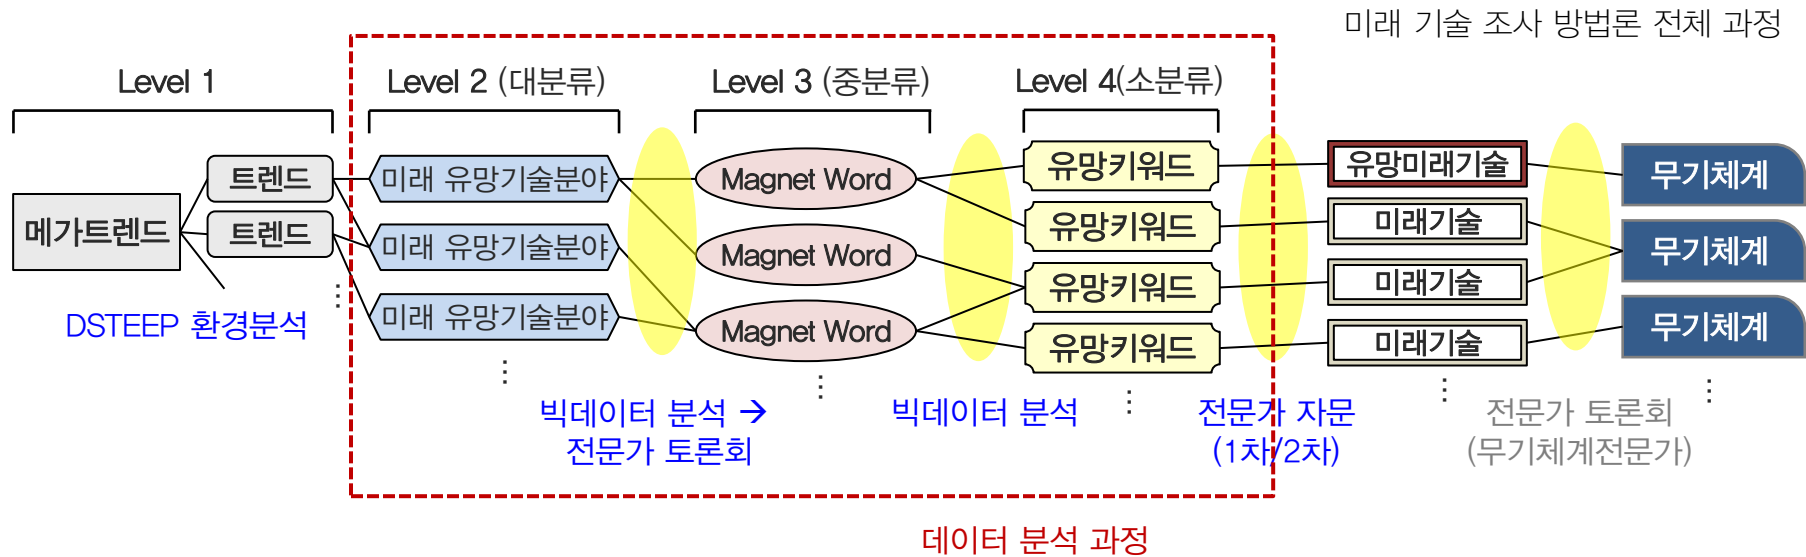 미래 기술 조사 방법론 전체 과정
Level 1
Level 2 (대분류)
Level 3 (중분류)
Level 4(소분류)
메가트렌드
트렌드
트렌드
⋮
DSTEEP 환경분석
미래 유망기술분야
미래 유망기술분야
미래 유망기술분야
⋮
빅데이터 분석 →
전문가 토론회
Magnet Word
Magnet Word
Magnet Word
⋮
빅데이터 분석
유망키워드
유망키워드
유망키워드
유망키워드
⋮
전문가 자문
(1차/2차)
유망미래기술
미래기술
미래기술
미래기술
⋮
전문가 토론회
(무기체계전문가)
무기체계
무기체계
무기체계
⋮
데이터 분석 과정